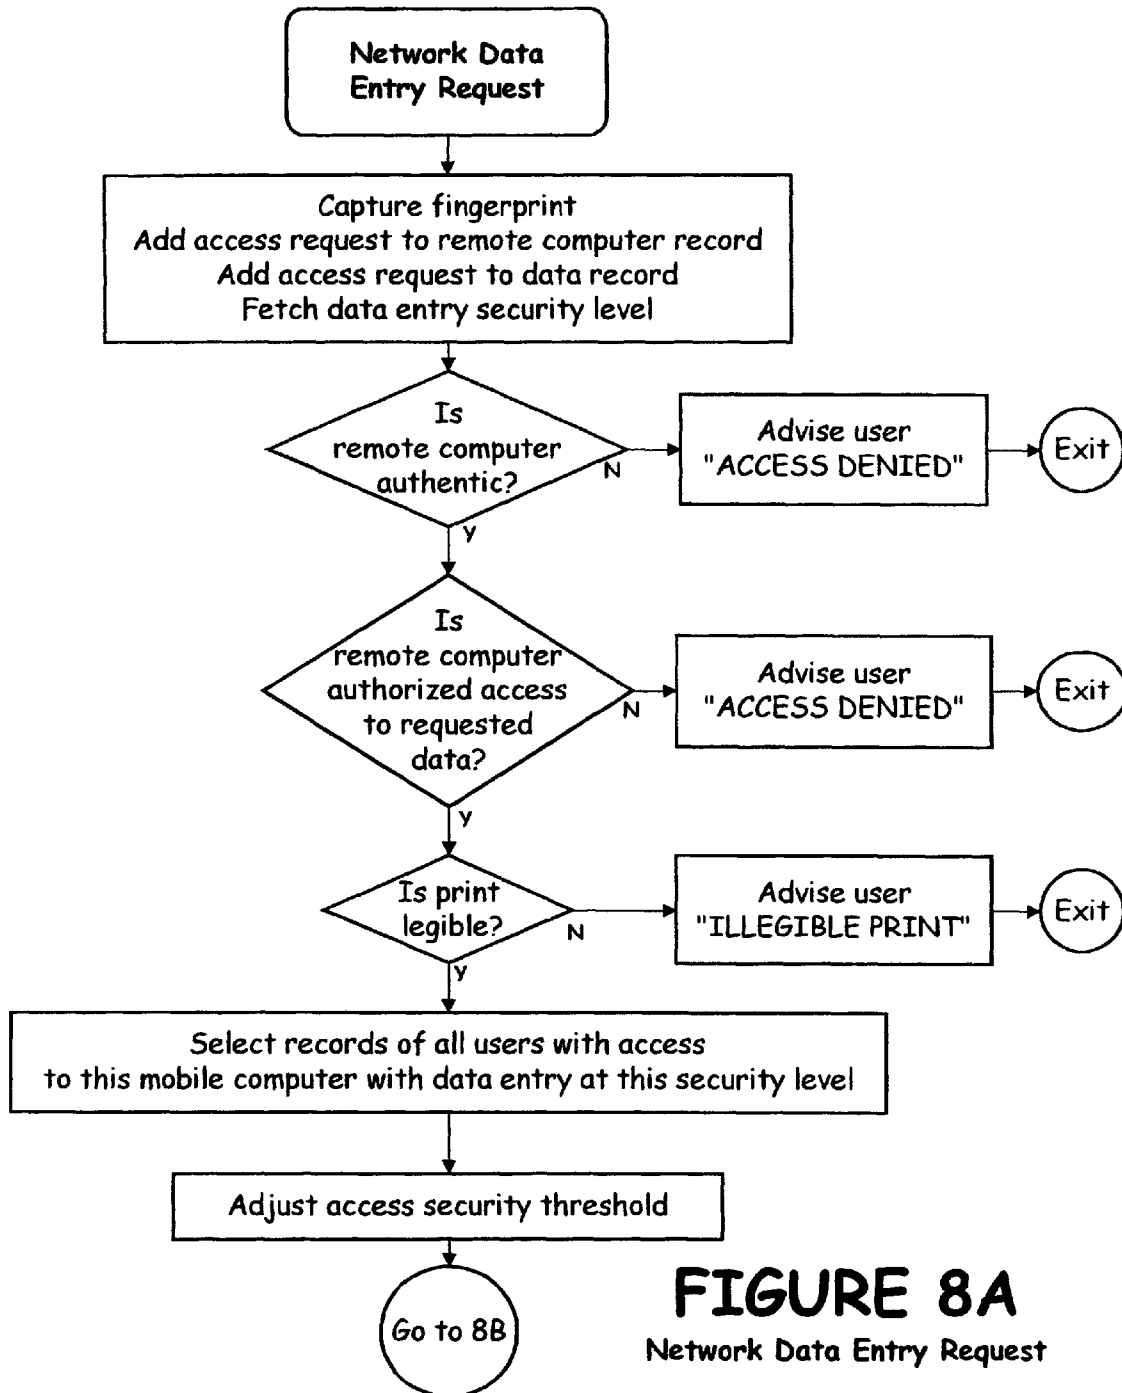 Network Data
Entry Request
Capture fingerprint
Add access request to remote computer record
Add access request to data record
Fetch data entry security level
Is
remote computer
authentic?
N
Advise user
"ACCESS DENIED"
Exit
y
Is
remote computer
authorized access
to requested
data?
N
Advise user
"ACCESS DENIED"
Exit
y
Is print
legible?
N
Advise user
"ILLEGIBLE PRINT"
Exit
y
Select records of all users with access
to this mobile computer with data entry at this security level
Adjust access security threshold
Go to 8B
FIGURE 8A
Network Data Entry Request